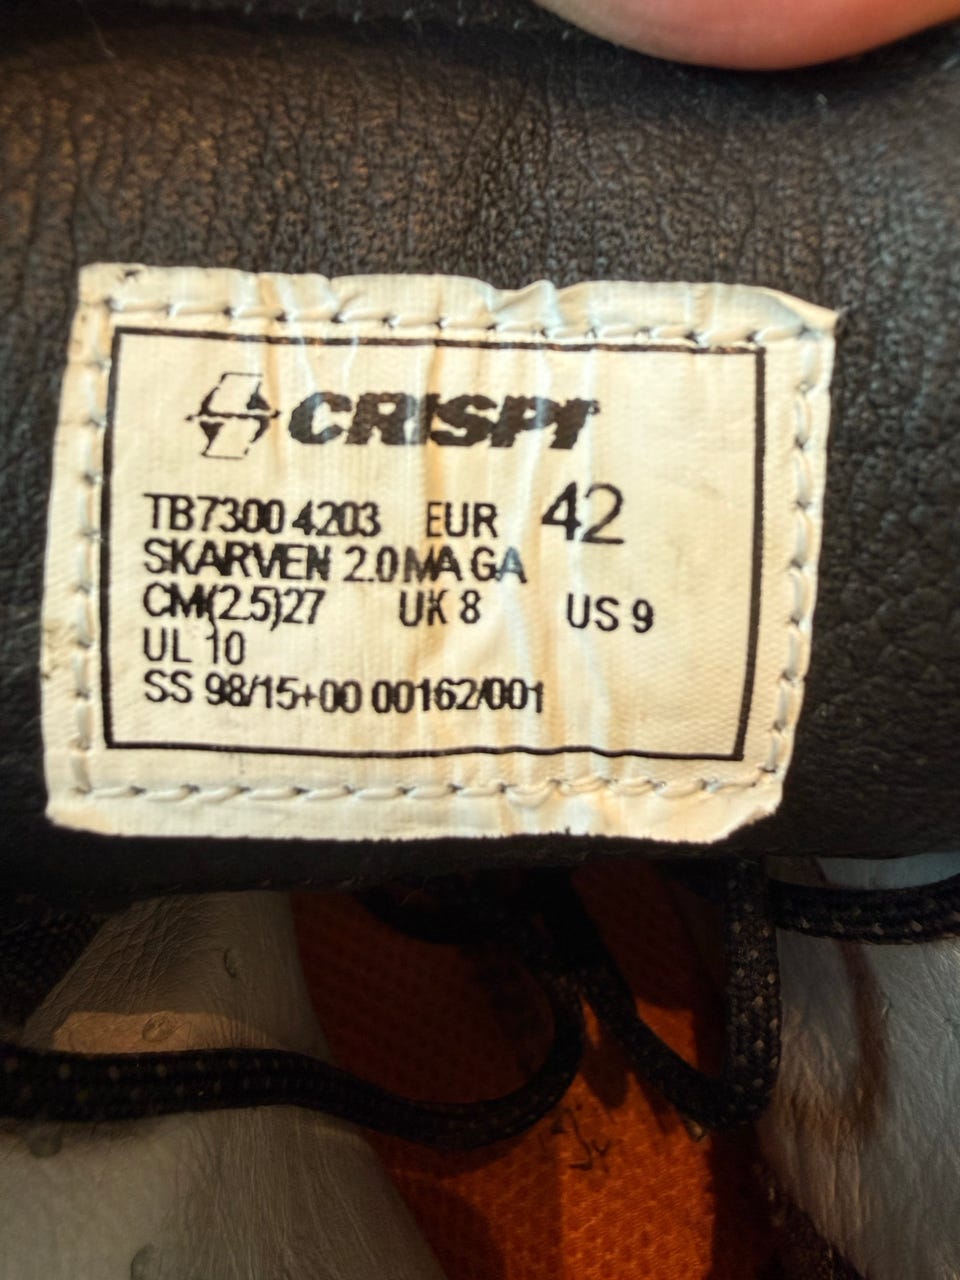 CRISPI
TB7300 4203 EUR 42
SKARVEN 2.0 MA GA
CM(2.5)27 UK 8 US 9
UL 10
SS 98/15+00 00162/001